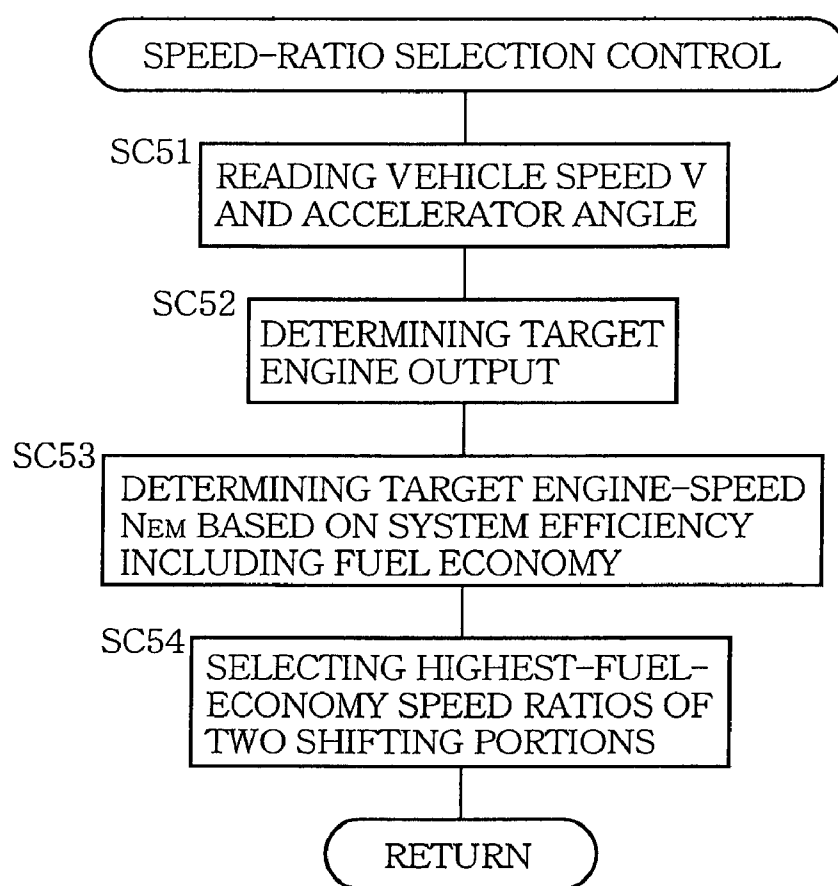 SPEED-RATIO SELECTION CONTROL
SC51
READING VEHICLE SPEED V
AND ACCELERATOR ANGLE
SC52
DETERMINING TARGET
ENGINE OUTPUT
SC53
DETERMINING TARGET ENGINE-SPEED
NEM BASED ON SYSTEM EFFICIENCY
INCLUDING FUEL ECONOMY
SC54
SELECTING HIGHEST-FUEL-
ECONOMY SPEED RATIOS OF
TWO SHIFTING PORTIONS
RETURN